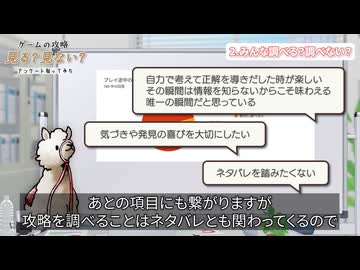 ゲームの攻略
見る?見ない?
アンケート取ってみた
2.みんな調べる?調べない?
自力で考えて正解を導きだした時が楽しい
その瞬間は情報を知らないからこそ味わえる
唯一の瞬間だと思っている
気づきや発見の喜びを大切にしたい
ネタバレを踏みたくない
あとの項目にも繋がりますが
攻略を調べることはネタバレとも関わってくるので